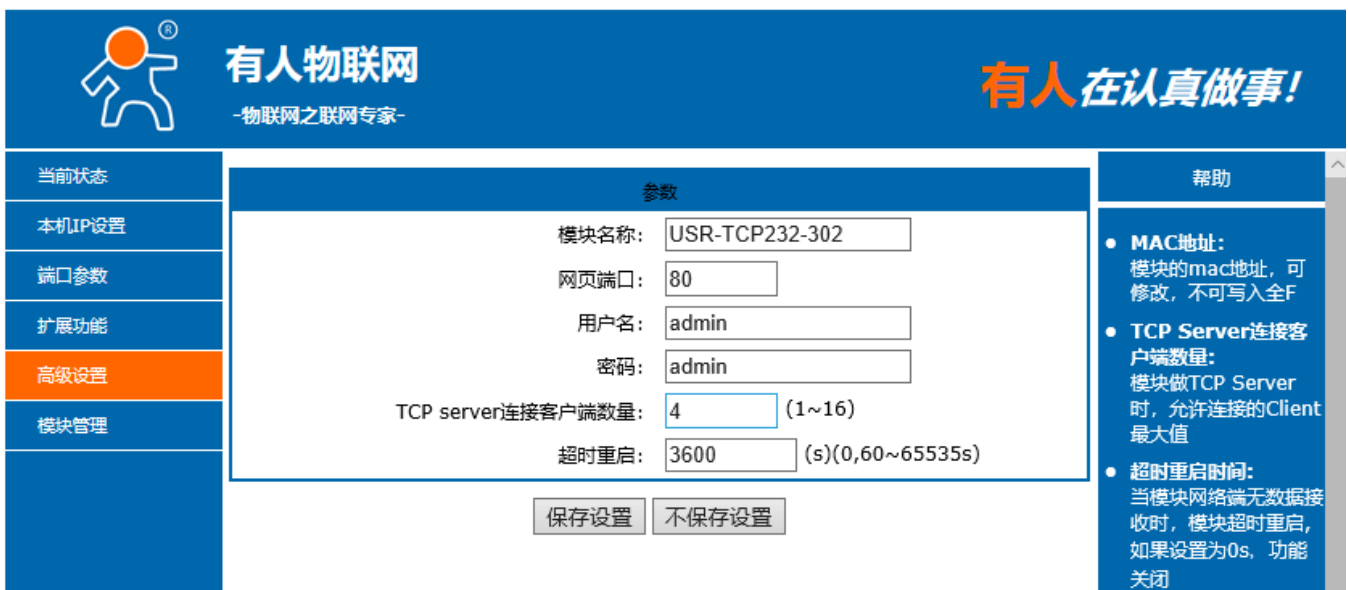 ®
有人物联网
-物联网之联网专家-
有人在认真做事!
当前状态
本机IP设置
端口参数
扩展功能
高级设置
模块管理
参数
模块名称: USR-TCP232-302
网页端口: 80
用户名: admin
密码: admin
TCP server连接客户端数量: 4 (1~16)
超时重启: 3600 (s)(0,60~65535s)
保存设置 不保存设置
帮助
● MAC地址:
模块的mac地址，可
修改，不可写入全F
● TCP Server连接客
户端数量:
模块做TCP Server
时，允许连接的Client
最大值
● 超时重启时间:
当模块网络端无数据接
收时，模块超时重启，
如果设置为0s，功能
关闭